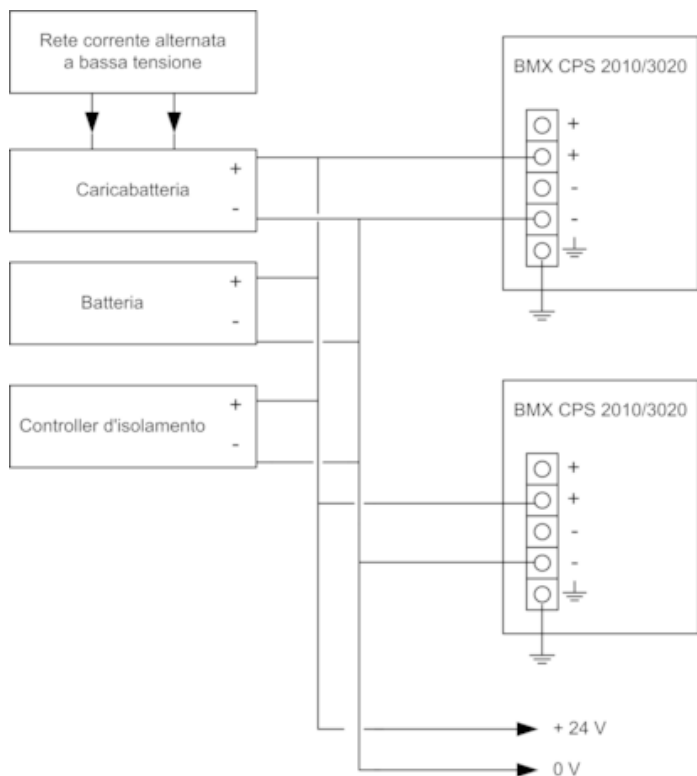 Rete corrente alternata
a bassa tensione
BMX CPS 2010/3020
+
+
-
-
Caricabatteria
+
-
Batteria
+
-
Controller d'isolamento
+
-
BMX CPS 2010/3020
+
+
-
-
+ 24 V
0 V